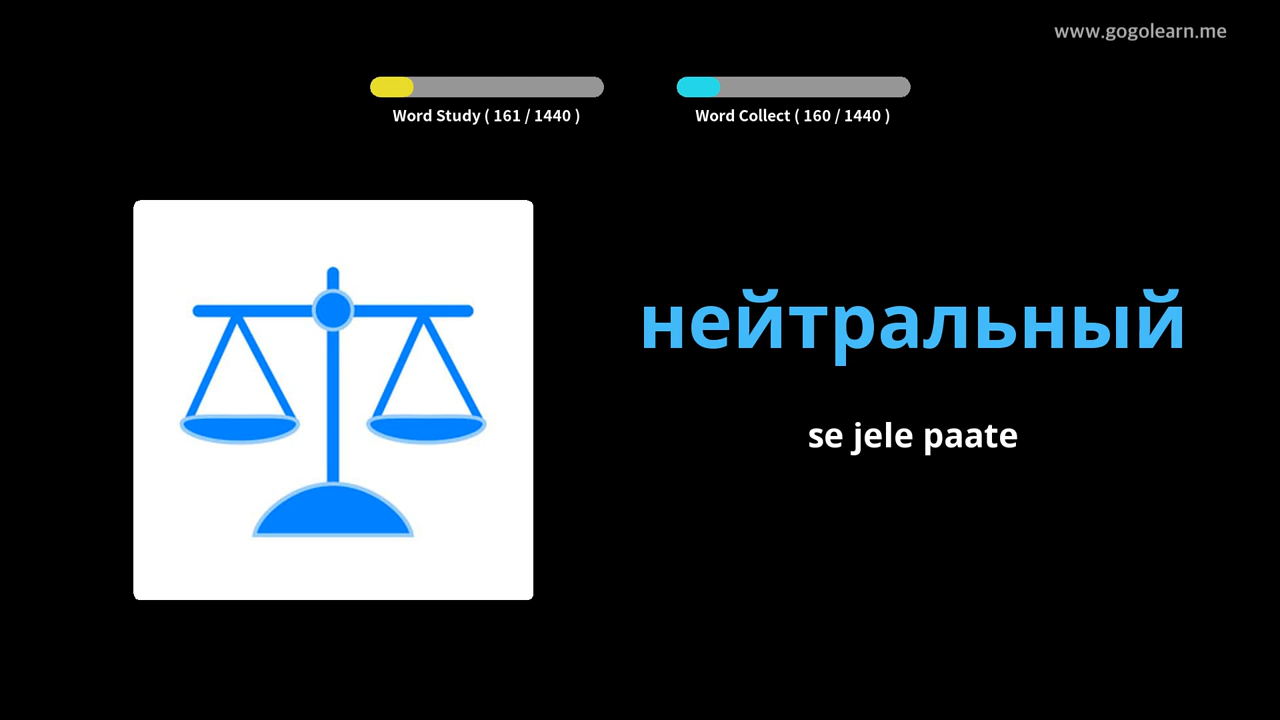 www.gogolearn.me
Word Study ( 161 / 1440 )
Word Collect ( 160 / 1440 )
нейтральный
se jele paate